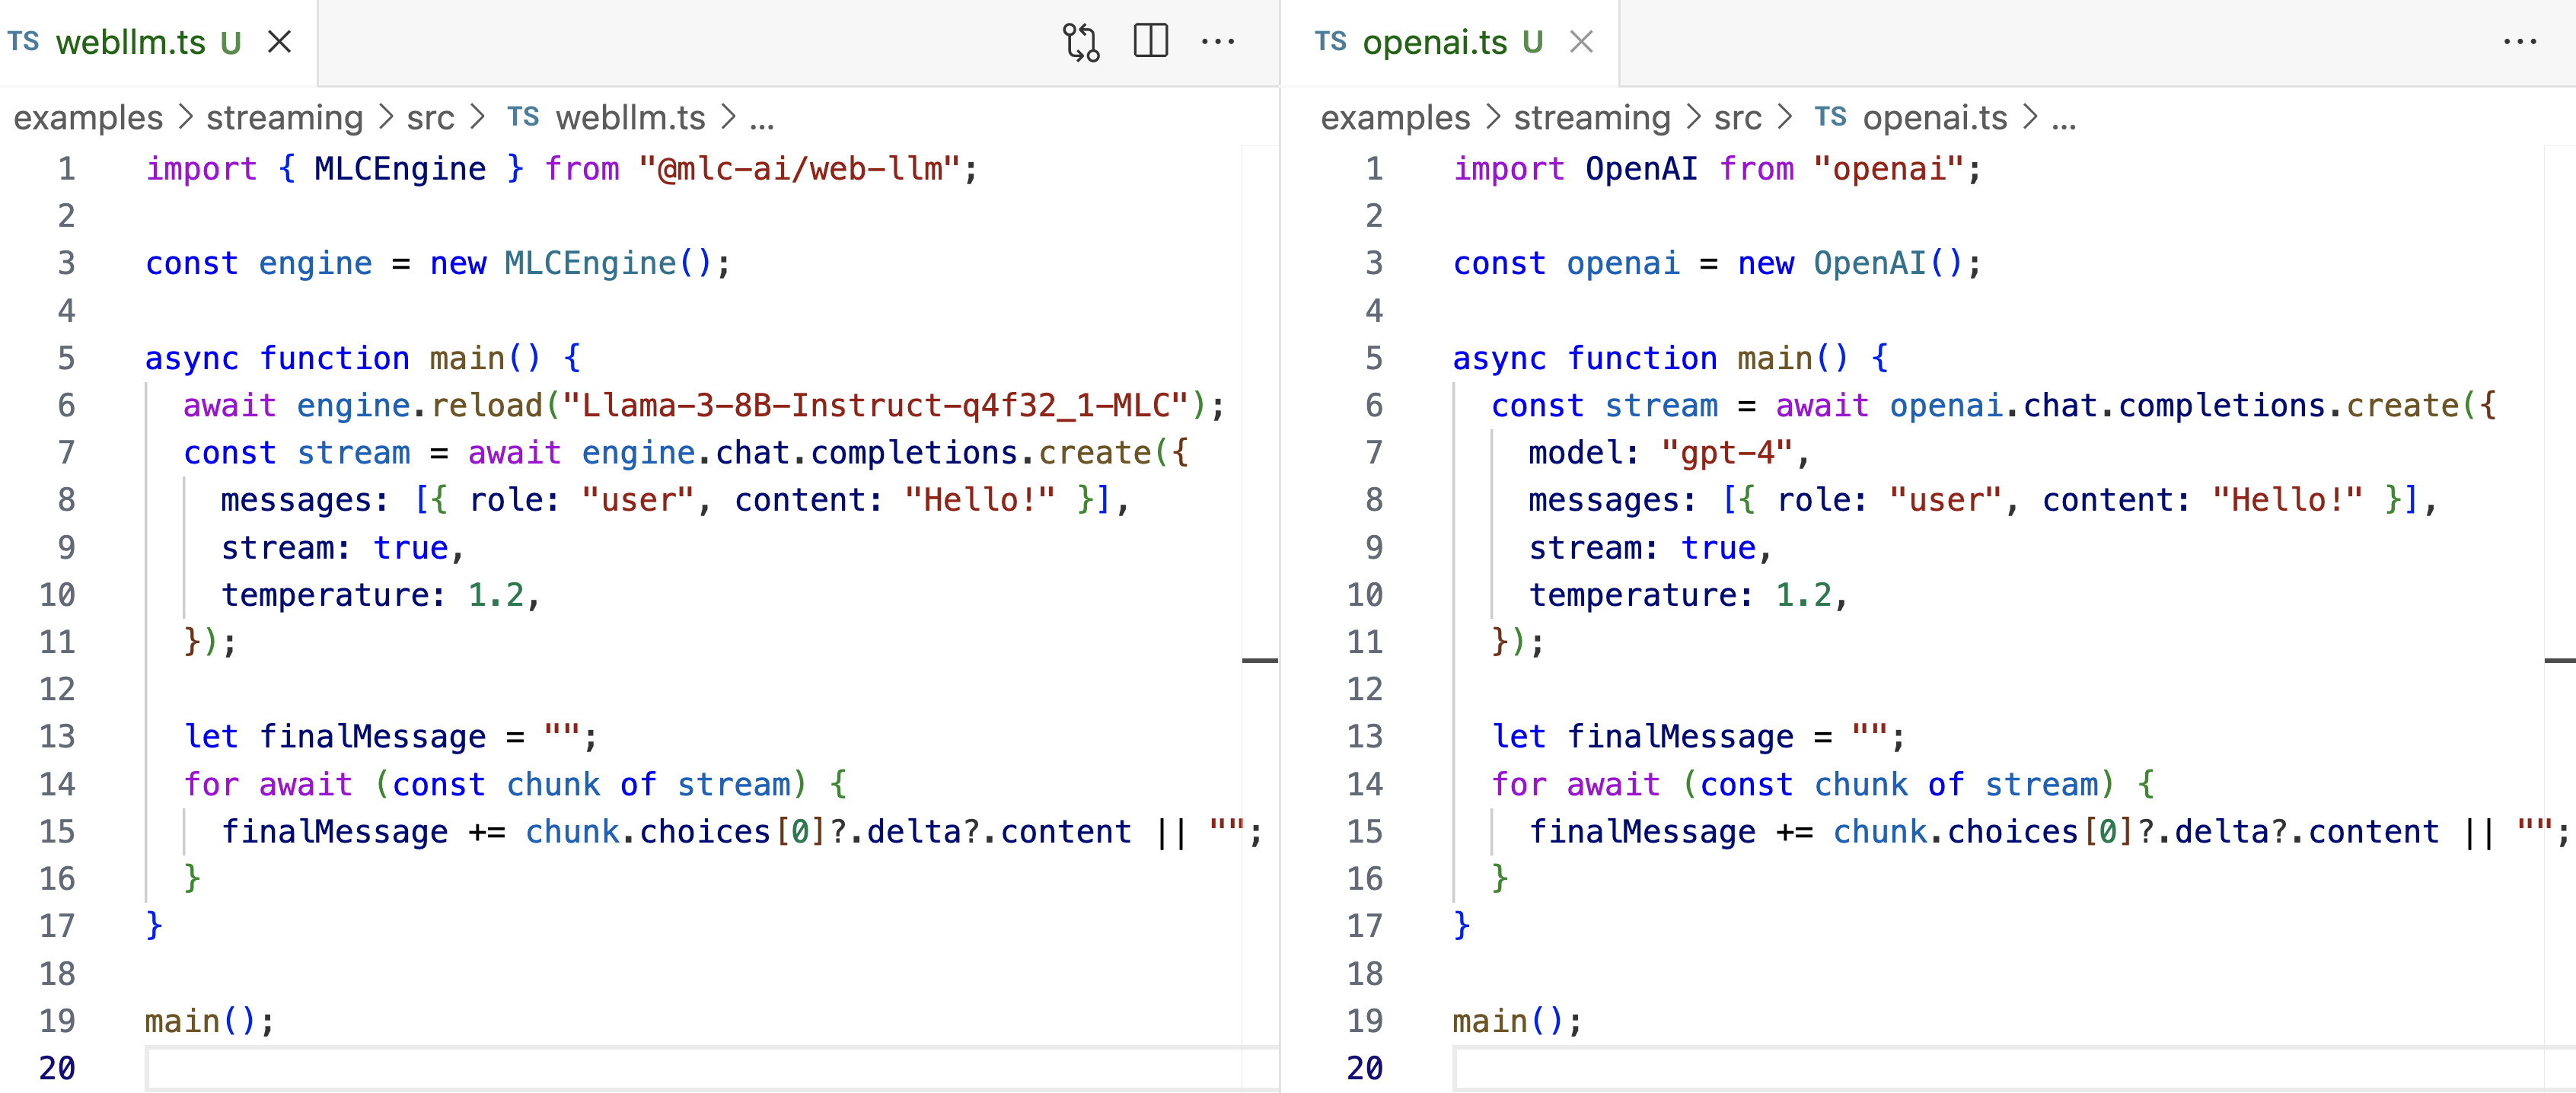 TS webllm.ts U
examples > streaming > src > TS webllm.ts > ...
1 import { MLCEngine } from "@mlc-ai/web-llm";
2
3 const engine = new MLCEngine();
4
5 async function main() {
6   await engine.reload("Llama-3-8B-Instruct-q4f32_1-MLC");
7   const stream = await engine.chat.completions.create({
8     messages: [{ role: "user", content: "Hello!" }],
9     stream: true,
10     temperature: 1.2,
11   });
12
13   let finalMessage = "";
14   for await (const chunk of stream) {
15     finalMessage += chunk.choices[0]?.delta?.content || "";
16   }
17 }
18
19 main();
20
TS openai.ts U
examples > streaming > src > TS openai.ts > ...
1 import OpenAI from "openai";
2
3 const openai = new OpenAI();
4
5 async function main() {
6   const stream = await openai.chat.completions.create({
7     model: "gpt-4",
8     messages: [{ role: "user", content: "Hello!" }],
9     stream: true,
10     temperature: 1.2,
11   });
12
13   let finalMessage = "";
14   for await (const chunk of stream) {
15     finalMessage += chunk.choices[0]?.delta?.content || "";
16   }
17 }
18
19 main();
20